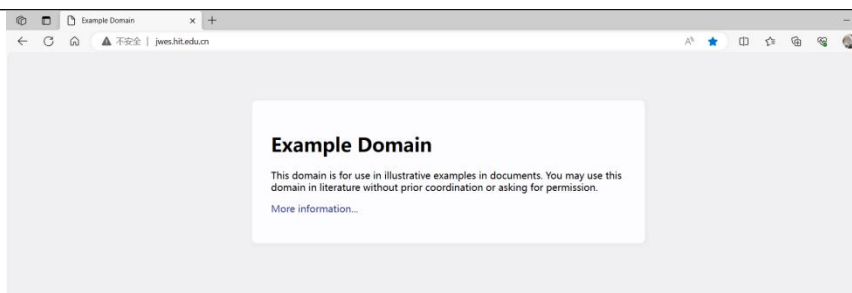 Example Domain
不安全 | jwes.hit.edu.cn
Example Domain
This domain is for use in illustrative examples in documents. You may use this
domain in literature without prior coordination or asking for permission.
More information...